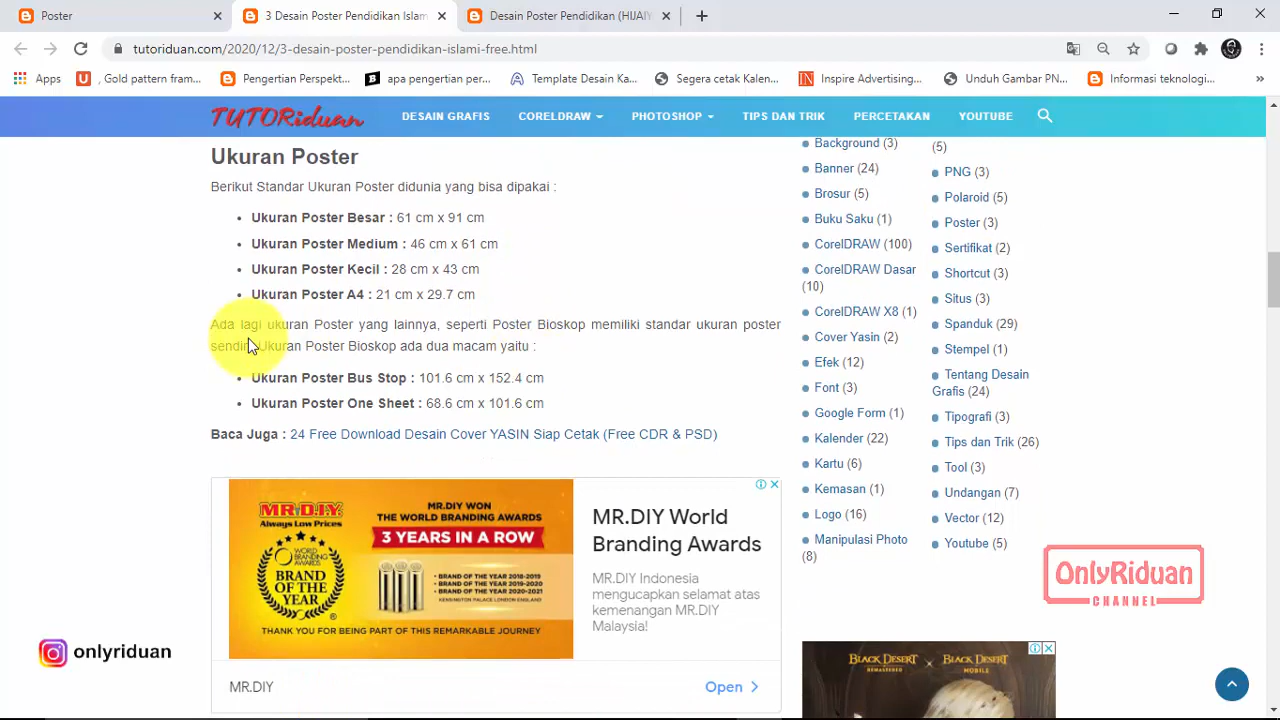 Poster
3 Desain Poster Pendidikan Islam
Desain Poster Pendidikan (HIJAIY
tutoriduan.com/2020/12/3-desain-poster-pendidikan-islami-free.html
Apps , Gold pattern fram... Pengertian Perspekt... apa pengertian per... Template Desain Ka... Segera cetak Kalen... Inspire Advertising... Unduh Gambar PN... Informasi teknologi...
TUTORiduan DESAIN GRAFIS CORELDRAW PHOTOSHOP TIPS DAN TRIK PERCETAKAN YOUTUBE
Ukuran Poster
Berikut Standar Ukuran Poster didunia yang bisa dipakai :
Ukuran Poster Besar : 61 cm x 91 cm
Ukuran Poster Medium : 46 cm x 61 cm
Ukuran Poster Kecil : 28 cm x 43 cm
Ukuran Poster A4 : 21 cm x 29.7 cm
Ada lagi ukuran Poster yang lainnya, seperti Poster Bioskop memiliki standar ukuran poster
sendiri. Ukuran Poster Bioskop ada dua macam yaitu :
Ukuran Poster Bus Stop : 101.6 cm x 152.4 cm
Ukuran Poster One Sheet : 68.6 cm x 101.6 cm
Baca Juga : 24 Free Download Desain Cover YASIN Siap Cetak (Free CDR & PSD)
MR.D.I.Y.
Always Low Prices
BRAND
OF THE
YEAR
MR.DIY WON
THE WORLD BRANDING AWARDS
3 YEARS IN A ROW
• BRAND OF THE YEAR 2018-2019
• BRAND OF THE YEAR 2019-2020
• BRAND OF THE YEAR 2020-2021
KENSINGTON PALACE LONDON ENGLAND
THANK YOU FOR BEING PART OF THIS REMARKABLE JOURNEY
MR.DIY World
Branding Awards
MR.DIY Indonesia
mengucapkan selamat atas
kemenangan MR.DIY
Malaysia!
MR.DIY
Open
Background (3)
Banner (24)
Brosur (5)
Buku Saku (1)
CorelDRAW (100)
CorelDRAW Dasar
(10)
CorelDRAW X8 (1)
Cover Yasin (2)
Efek (12)
Font (3)
Google Form (1)
Kalender (22)
Kartu (6)
Kemasan (1)
Logo (16)
Manipulasi Photo
(8)
(5)
PNG (3)
Polaroid (5)
Poster (3)
Sertifikat (2)
Shortcut (3)
Situs (3)
Spanduk (29)
Stempel (1)
Tentang Desain
Grafis (24)
Tipografi (3)
Tips dan Trik (26)
Tool (3)
Undangan (7)
Vector (12)
Youtube (5)
OnlyRiduan
CHANNEL
BLACK DESERT
REMASTERED
BLACK DESERT
MOBILE
onlyriduan